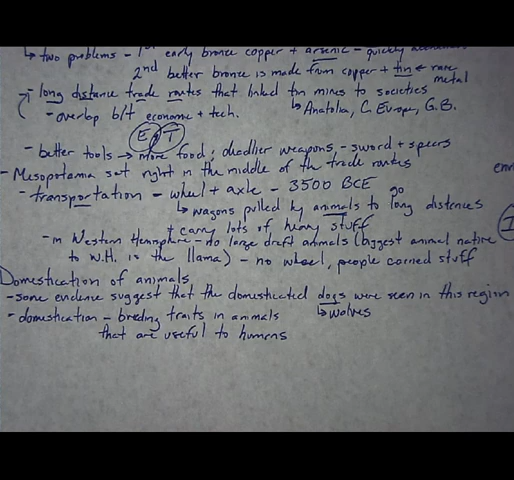 ↳ two problems - 1st early bronze copper + arsenic - quickly
2nd better bronze is made from copper + tin ← rare metal
- long distance trade routes that linked tin mines to societies
↳ Anatolia, C. Europe, G.B.
- overlap b/t economic + tech.
E T
- better tools → more food; deadlier weapons, - sword + spears
- Mesopotamia sat right in the middle of the trade routes
- transportation - wheel + axle - 3500 BCE
↳ wagons pulled by animals go to long distances
+ carry lots of heavy stuff
- in Western Hemisphere - no large draft animals (biggest animal native
to W.H. is the llama) - no wheel, people carried stuff
Domestication of animals
- some evidence suggest that the domesticated dogs were seen in this region
↳ wolves
- domestication - breeding traits in animals
that are useful to humans